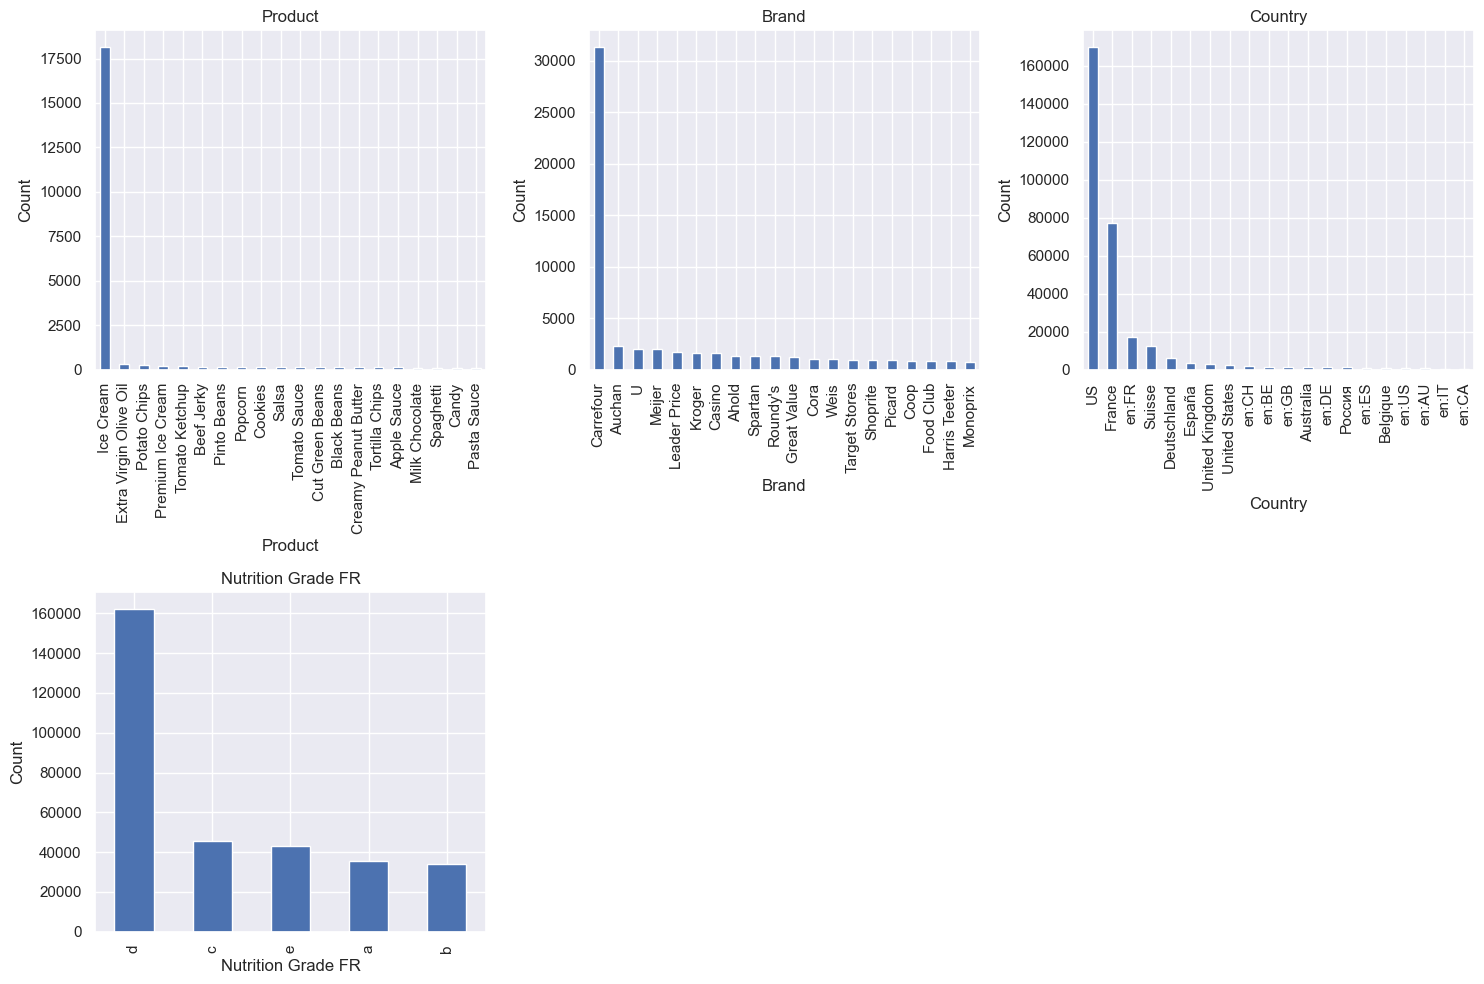 Product
Count
17500
15000
12500
10000
7500
5000
2500
0
Ice Cream
Extra Virgin Olive Oil
Potato Chips
Premium Ice Cream
Tomato Ketchup
Beef Jerky
Pinto Beans
Popcorn
Cookies
Salsa
Tomato Sauce
Cut Green Beans
Black Beans
Creamy Peanut Butter
Tortilla Chips
Apple Sauce
Milk Chocolate
Spaghetti
Candy
Pasta Sauce
Product
Brand
Count
30000
25000
20000
15000
10000
5000
0
Carrefour
Auchan
U
Meijer
Leader Price
Kroger
Casino
Ahold
Spartan
Roundy's
Great Value
Cora
Weis
Target Stores
Shoprite
Picard
Coop
Food Club
Harris Teeter
Monoprix
Brand
Country
Count
160000
140000
120000
100000
80000
60000
40000
20000
0
US
France
en:FR
Suisse
Deutschland
España
United Kingdom
United States
en:CH
en:BE
en:GB
Australia
en:DE
Россия
en:ES
Belgique
en:US
en:AU
en:IT
en:CA
Country
Nutrition Grade FR
Count
160000
140000
120000
100000
80000
60000
40000
20000
0
d
c
e
a
b
Nutrition Grade FR